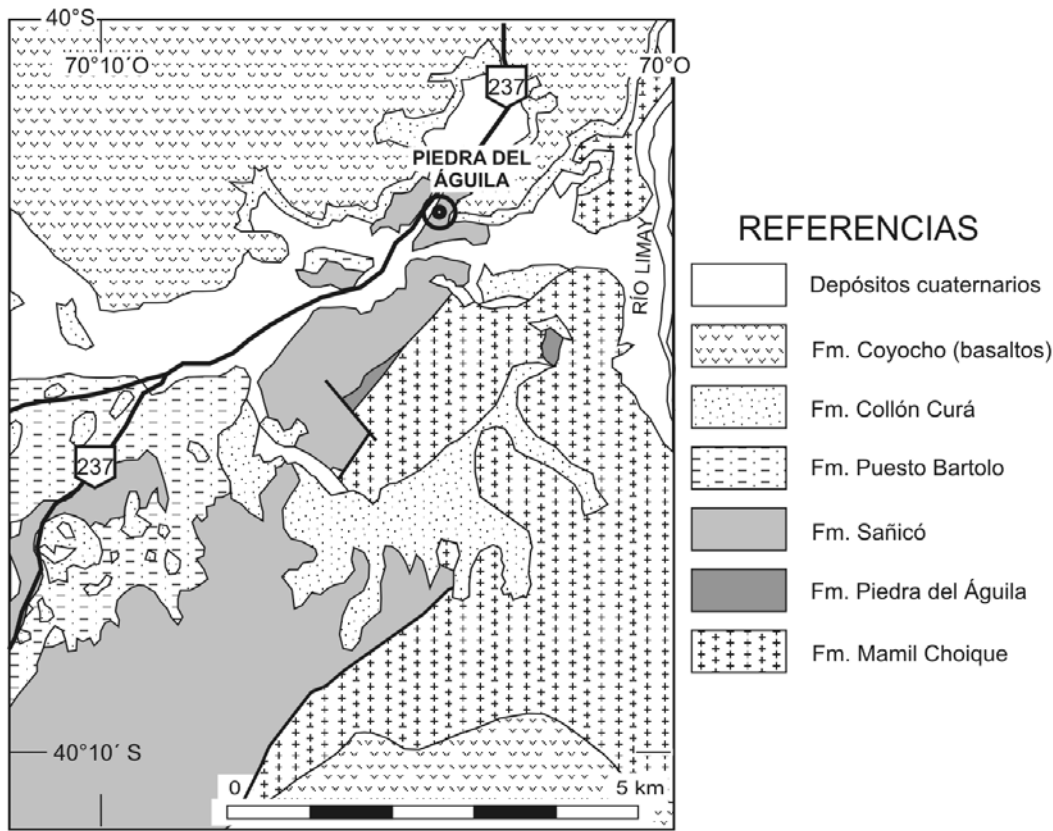 40°S
70°10´O
70°O
237
PIEDRA DEL
ÁGUILA
RÍO LIMAY
237
40°10´ S
0
5 km
REFERENCIAS
Depósitos cuaternarios
Fm. Coyocho (basaltos)
Fm. Collón Curá
Fm. Puesto Bartolo
Fm. Sañicó
Fm. Piedra del Águila
Fm. Mamil Choique